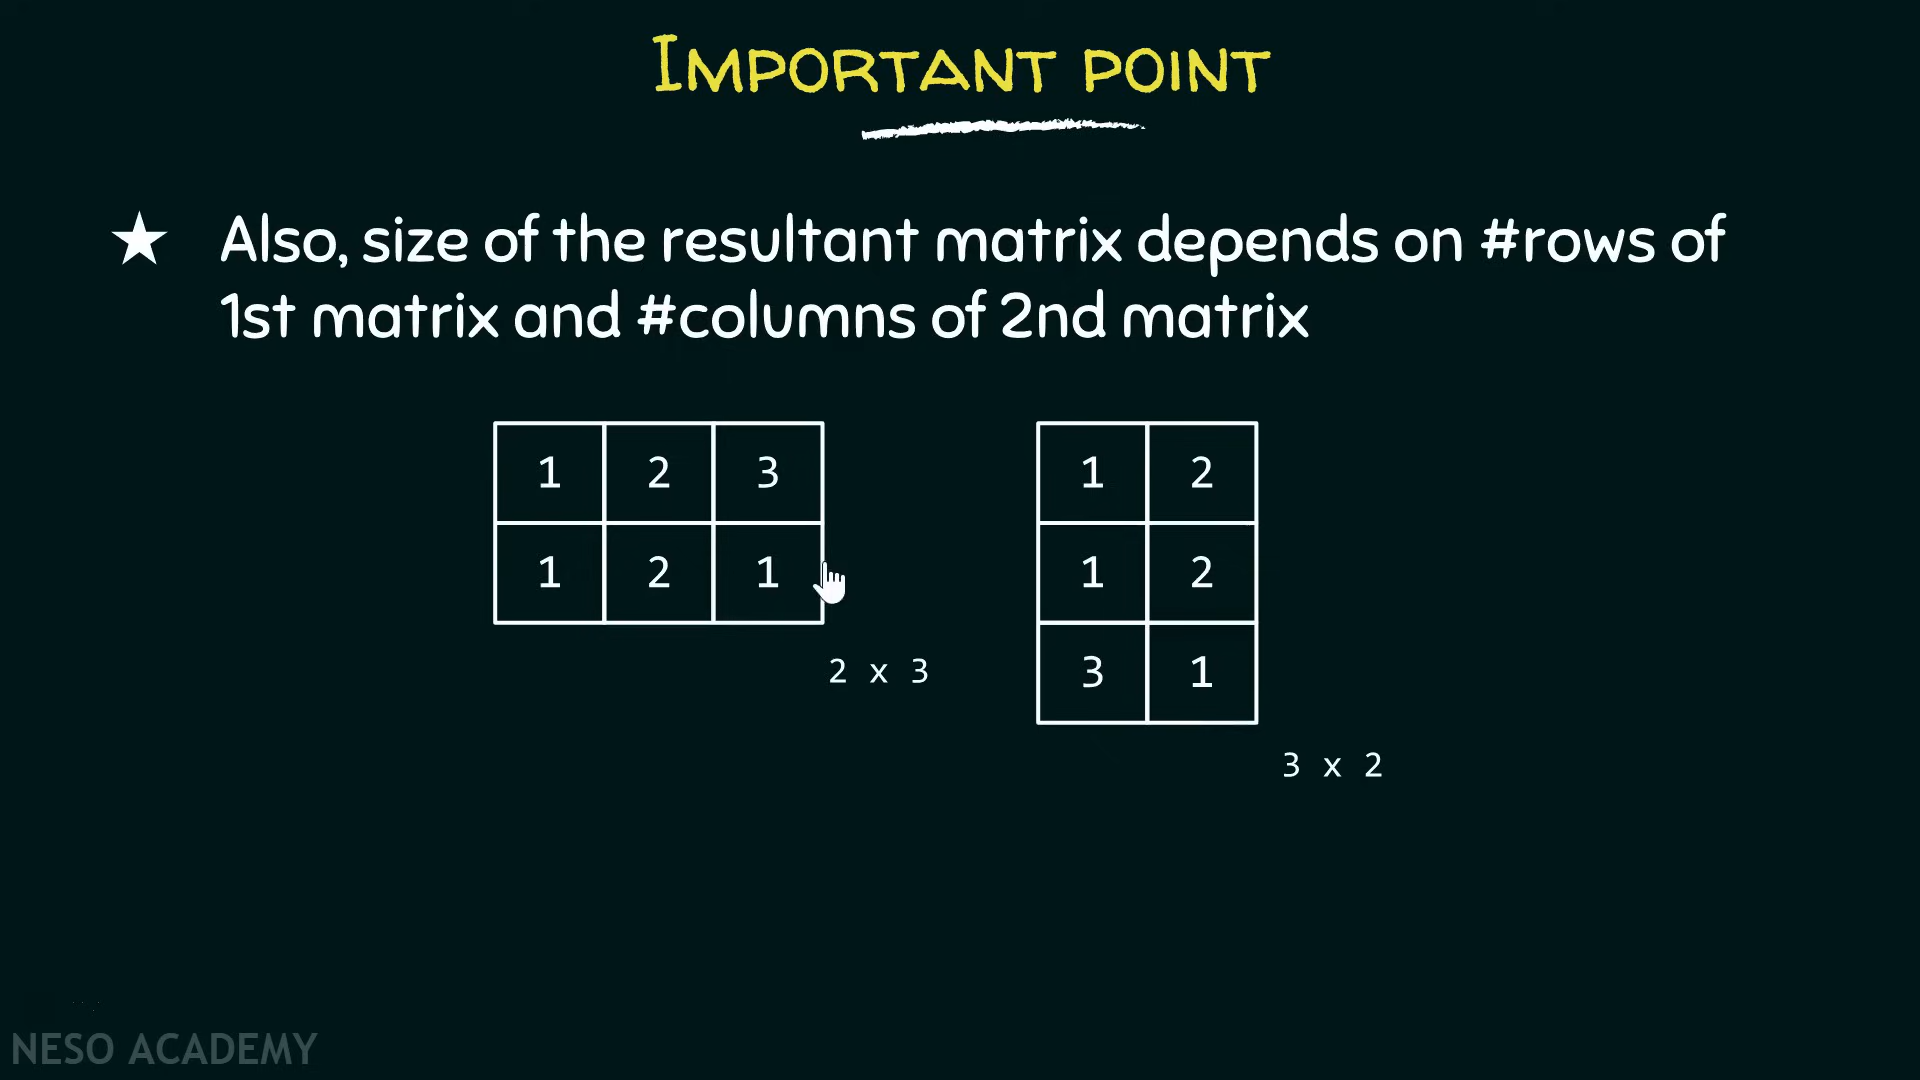 IMPORTANT POINT
★ Also, size of the resultant matrix depends on #rows of
1st matrix and #columns of 2nd matrix
1 2 3
1 2 1
2 x 3
1 2
1 2
3 1
3 x 2
NESO ACADEMY